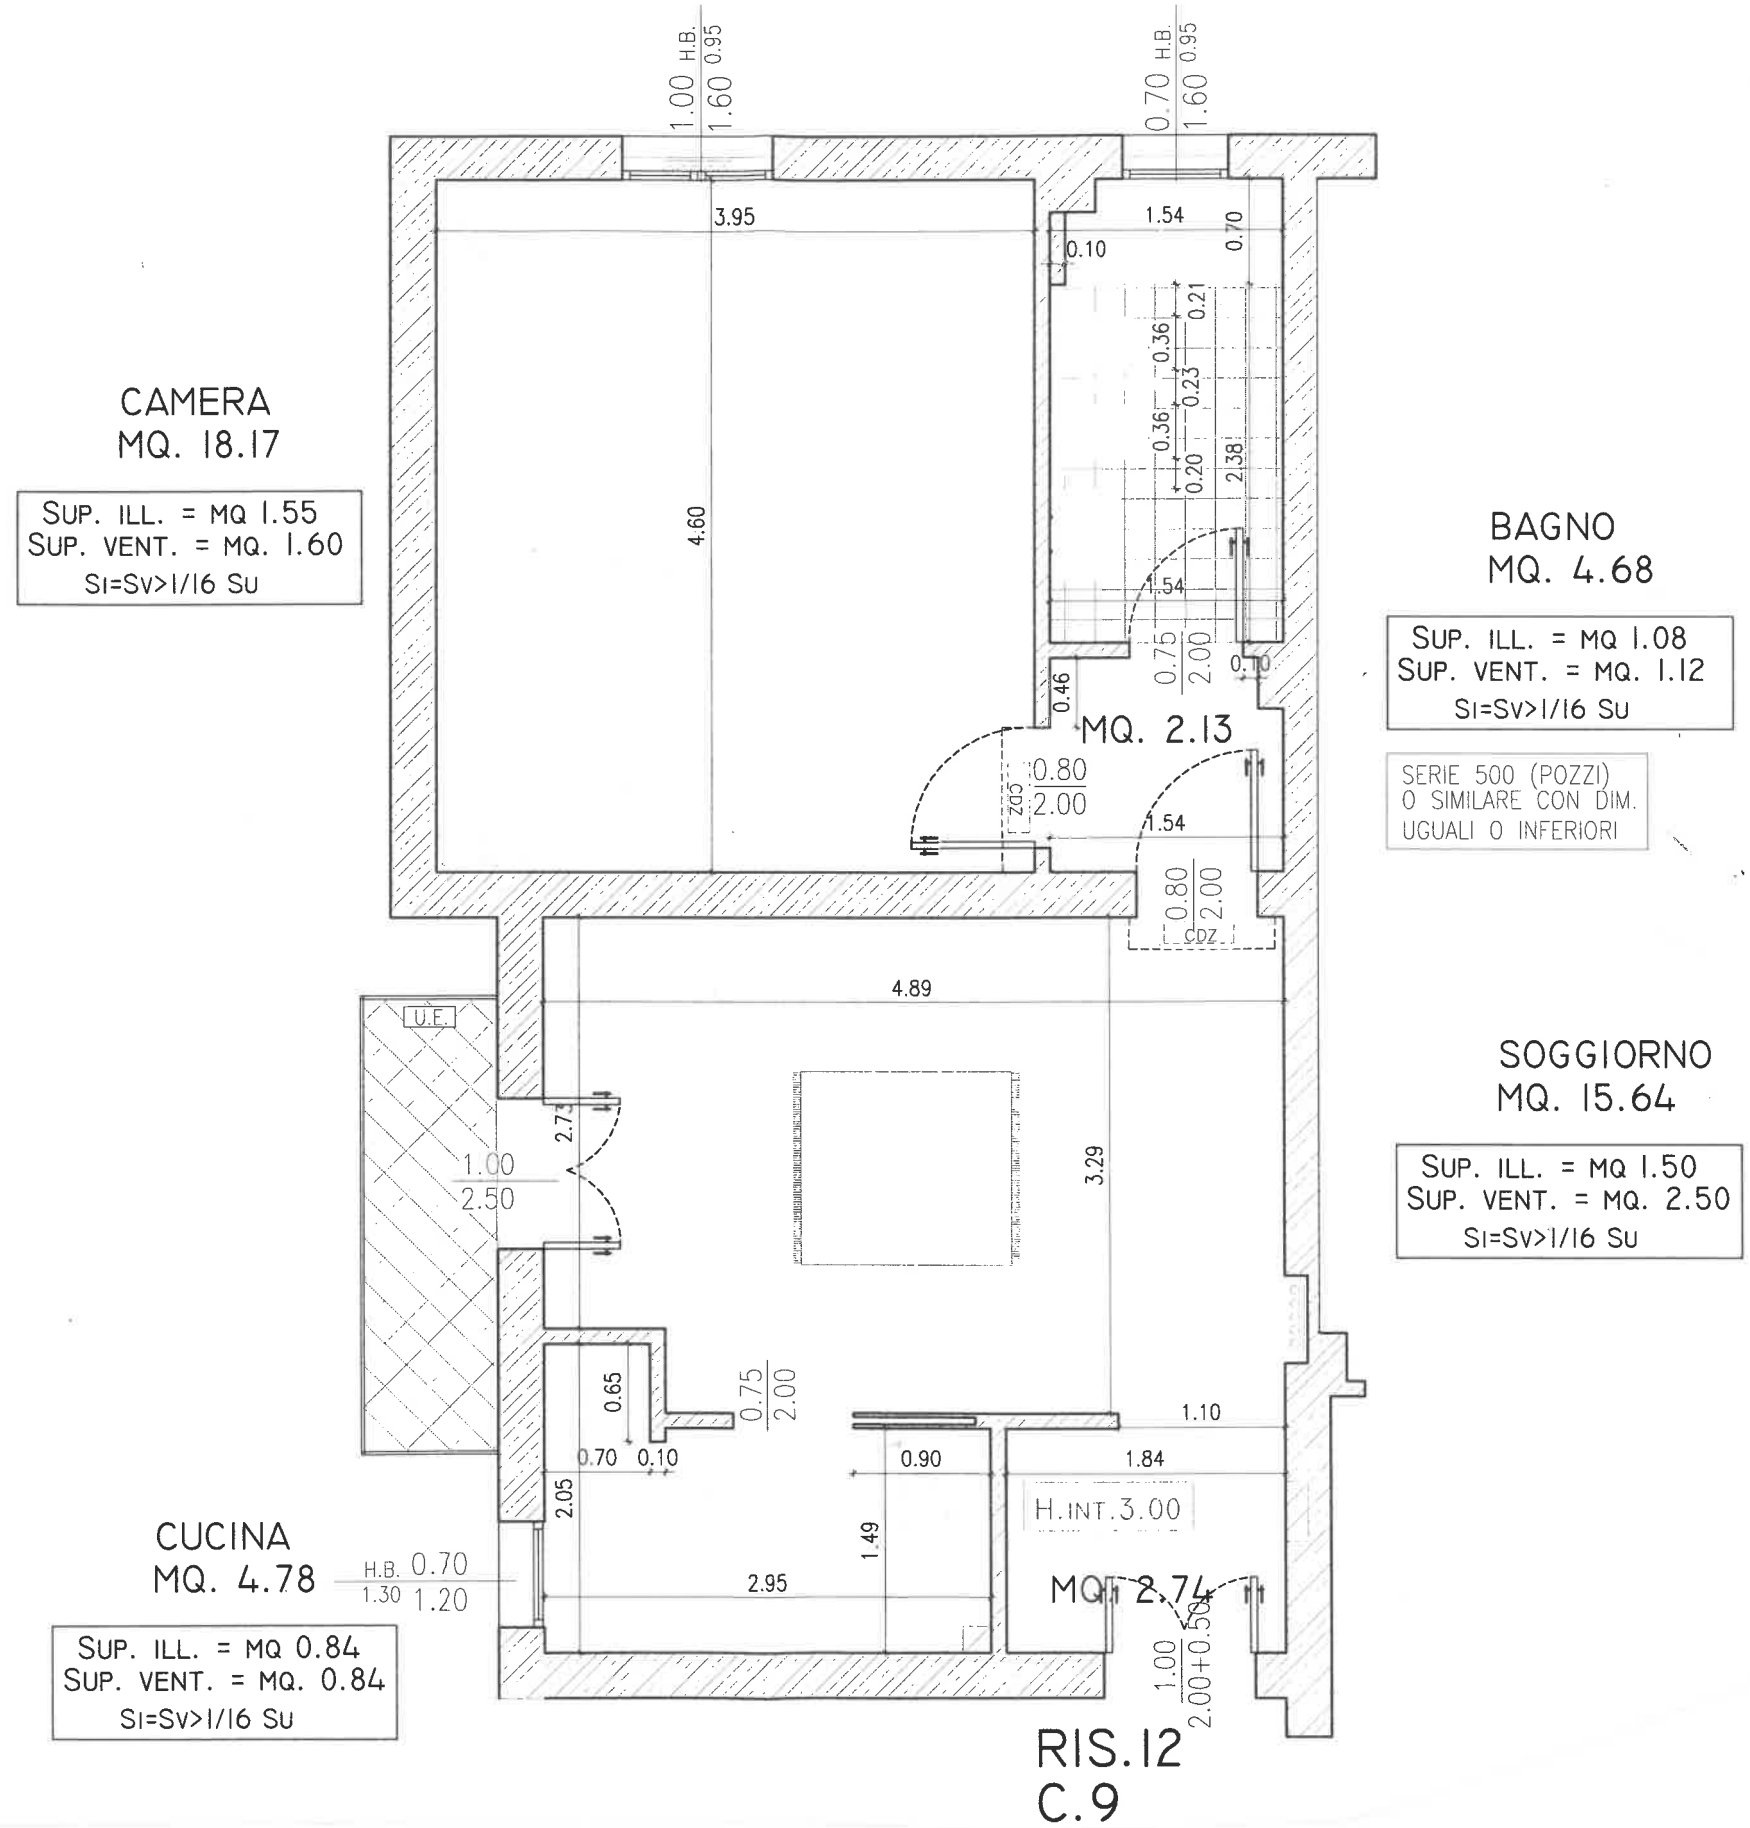 1.00 H.B.
1.60 0.95
0.70 H.B.
1.60 0.95
3.95
1.54
0.70
0.10
0.21
0.36
0.23
0.36
0.20
2.38
4.60
CAMERA
MQ. 18.17
SUP. ILL. = MQ 1.55
SUP. VENT. = MQ. 1.60
SI=SV>1/16 SU
BAGNO
MQ. 4.68
SUP. ILL. = MQ 1.08
SUP. VENT. = MQ. 1.12
SI=SV>1/16 SU
SERIE 500 (POZZI)
O SIMILARE CON DIM.
UGUALI O INFERIORI
1.54
0.75
2.00
0.10
0.46
MQ. 2.13
0.80
2.00
CDZ
1.54
0.80
2.00
CDZ
4.89
U.E.
2.73
1.00
2.50
3.29
SOGGIORNO
MQ. 15.64
SUP. ILL. = MQ 1.50
SUP. VENT. = MQ. 2.50
SI=SV>1/16 SU
0.65
0.75
2.00
1.10
0.70
0.10
0.90
1.84
2.05
1.49
H.INT.3.00
CUCINA
MQ. 4.78
H.B. 0.70
1.30 1.20
2.95
MQ. 2.74
SUP. ILL. = MQ 0.84
SUP. VENT. = MQ. 0.84
SI=SV>1/16 SU
1.00
2.00+0.50
RIS.12
C.9